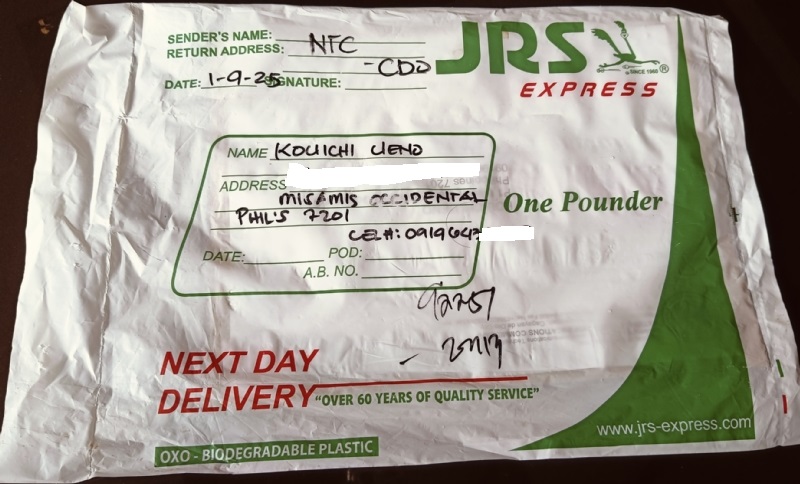 SENDER'S NAME: NTC
RETURN ADDRESS: - CDO
DATE: 1-9-25 SIGNATURE:
JRS
SINCE 1960 ®
EXPRESS
NAME KOUICHI UENO
ADDRESS
MISAMIS OCCIDENTAL
PHIL'S 7201
CEL#: 0919647
DATE: POD:
A.B. NO.
One Pounder
NEXT DAY
DELIVERY "OVER 60 YEARS OF QUALITY SERVICE"
www.jrs-express.com
OXO - BIODEGRADABLE PLASTIC